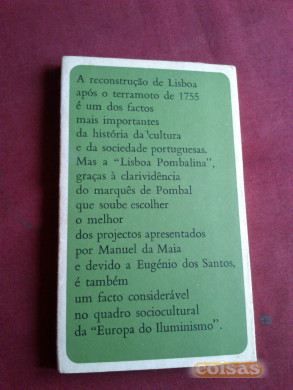 A reconstrução de Lisboa
após o terramoto de 1755
é um dos factos
mais importantes
da história da cultura
e da sociedade portuguesas.
Mas a “Lisboa Pombalina”,
graças à clarividência
do marquês de Pombal
que soube escolher
o melhor
dos projectos apresentados
por Manuel da Maia
e devido a Eugénio dos Santos,
é também
um facto considerável
no quadro sociocultural
da “Europa do Iluminismo”.
coisas